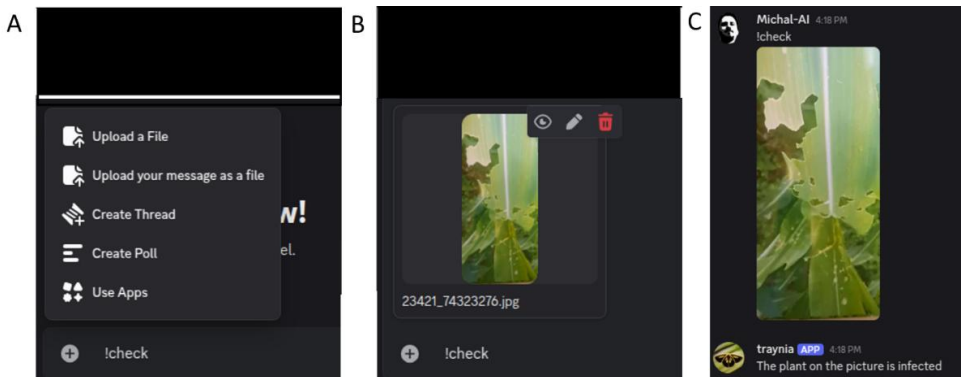 A
Upload a File
Upload your message as a file
Create Thread
Create Poll
Use Apps
w!
el.
!check
B
23421_74323276.jpg
!check
C
Michal-AI 4:18 PM
!check
traynia APP 4:18 PM
The plant on the picture is infected